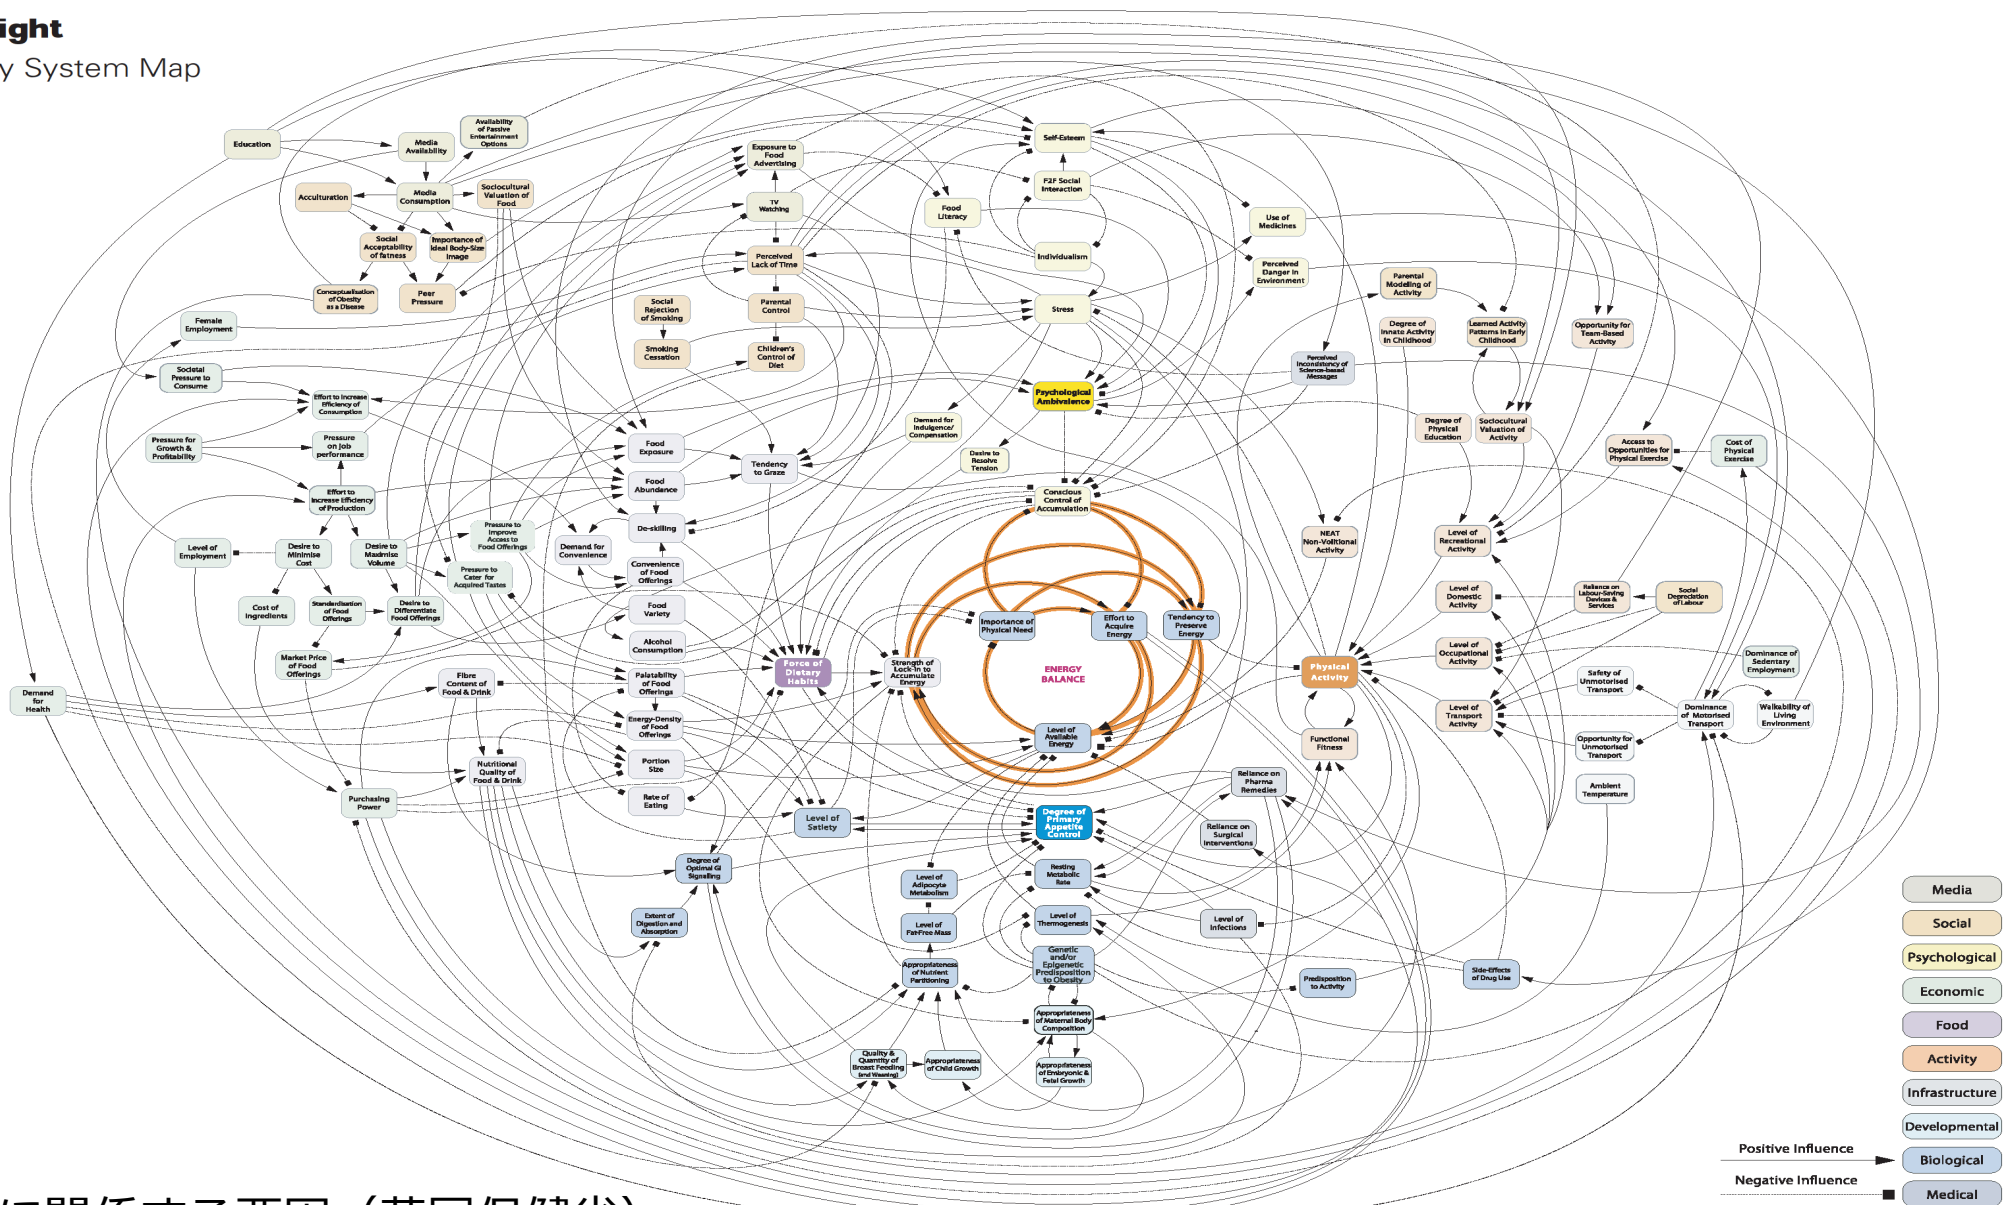 ight
y System Map
Education
Media
Availability
Availability
of Passive
Entertainment
Options
Acculturation
Media
Consumption
Sociocultural
Valuation of
Food
Social
Acceptability
of fatness
Importance of
Ideal Body-Size
Image
Conceptualisation
of Obesity
as a Disease
Peer
Pressure
Exposure to
Food
Advertising
TV
Watching
Perceived
Lack of Time
Parental
Control
Children's
Control of
Diet
Social
Rejection
of Smoking
Smoking
Cessation
Food
Literacy
Self-Esteem
F2F Social
Interaction
Individualism
Stress
Use of
Medicines
Perceived
Danger in
Environment
Perceived
Inconsistency of
Science-based
Messages
Parental
Modeling of
Activity
Degree of
Innate Activity
in Childhood
Learned Activity
Patterns in Early
Childhood
Opportunity for
Team-Based
Activity
Female
Employment
Societal
Pressure to
Consume
Effort to Increase
Efficiency of
Consumption
Pressure for
Growth &
Profitability
Pressure
on Job
performance
Effort to
Increase Efficiency
of Production
Level of
Employment
Desire to
Minimise
Cost
Desire to
Maximise
Volume
Pressure to
Improve
Access to
Food Offerings
Pressure to
Cater for
Acquired Tastes
Cost of
Ingredients
Standardisation
of Food
Offerings
Desire to
Differentiate
Food Offerings
Market Price
of Food
Offerings
Demand
for
Health
Fibre
Content of
Food & Drink
Nutritional
Quality of
Food & Drink
Purchasing
Power
Food
Exposure
Food
Abundance
De-skilling
Demand for
Convenience
Convenience
of Food
Offerings
Food
Variety
Alcohol
Consumption
Palatability
of Food
Offerings
Energy-Density
of Food
Offerings
Portion
Size
Rate of
Eating
Tendency
to Graze
Demand for
Indulgence/
Compensation
Desire to
Resolve
Tension
Psychological
Ambivalence
Conscious
Control of
Accumulation
Force of
Dietary
Habits
Strength of
Lock-in to
Accumulate
Energy
Importance of
Physical Need
Effort to
Acquire
Energy
Tendency to
Preserve
Energy
ENERGY
BALANCE
Level of
Available
Energy
Level of
Satiety
Degree of
Primary
Appetite
Control
Degree of
Optimal GI
Signalling
Extent of
Digestion and
Absorption
Level of
Adipocyte
Metabolism
Level of
Fat-Free Mass
Appropriateness
of Nutrient
Partitioning
Resting
Metabolic
Rate
Level of
Thermogenesis
Genetic
and/or
Epigenetic
Predisposition
to Obesity
Appropriateness
of Maternal Body
Composition
Appropriateness
of Embryonic &
Fetal Growth
Quality &
Quantity of
Breast Feeding
(and Weaning)
Appropriateness
of Child Growth
Reliance on
Pharma
Remedies
Reliance on
Surgical
Interventions
Level of
Infections
Predisposition
to Activity
Side-Effects
of Drug Use
Physical
Activity
Functional
Fitness
NEAT
Non-Volitional
Activity
Degree of
Physical
Education
Sociocultural
Valuation of
Activity
Access to
Opportunities for
Physical Exercise
Cost of
Physical
Exercise
Level of
Recreational
Activity
Level of
Domestic
Activity
Reliance on
Labour-Saving
Devices &
Services
Social
Depreciation
of Labour
Level of
Occupational
Activity
Dominance of
Sedentary
Employment
Level of
Transport
Activity
Safety of
Unmotorised
Transport
Opportunity for
Unmotorised
Transport
Dominance
of Motorised
Transport
Walkability of
Living
Environment
Ambient
Temperature
Media
Social
Psychological
Economic
Food
Activity
Infrastructure
Developmental
Biological
Medical
Positive Influence
Negative Influence
に関係する要因（英国保健省）